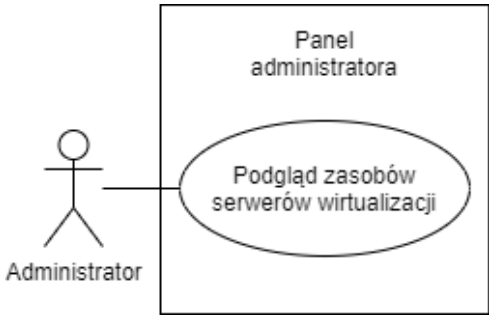 Panel
administratora
Podgląd zasobów
serwerów wirtualizacji
Administrator